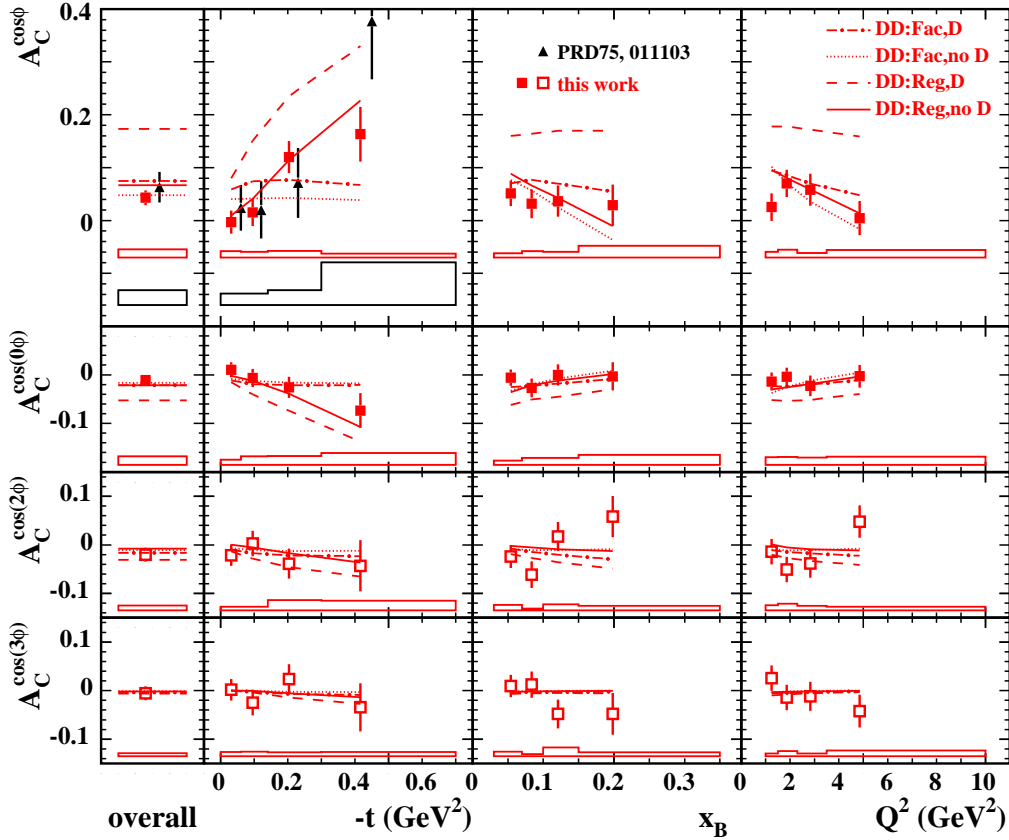 A_C^cosϕ
0.4
0.2
0
PRD75, 011103
this work
DD:Fac,D
DD:Fac,no D
DD:Reg,D
DD:Reg,no D
A_C^cos(0ϕ)
0
-0.1
A_C^cos(2ϕ)
0.1
0
-0.1
A_C^cos(3ϕ)
0.1
0
-0.1
0 0.2 0.4 0.6
0 0.1 0.2 0.3
0 2 4 6 8 10
overall -t (GeV²) x_B Q² (GeV²)